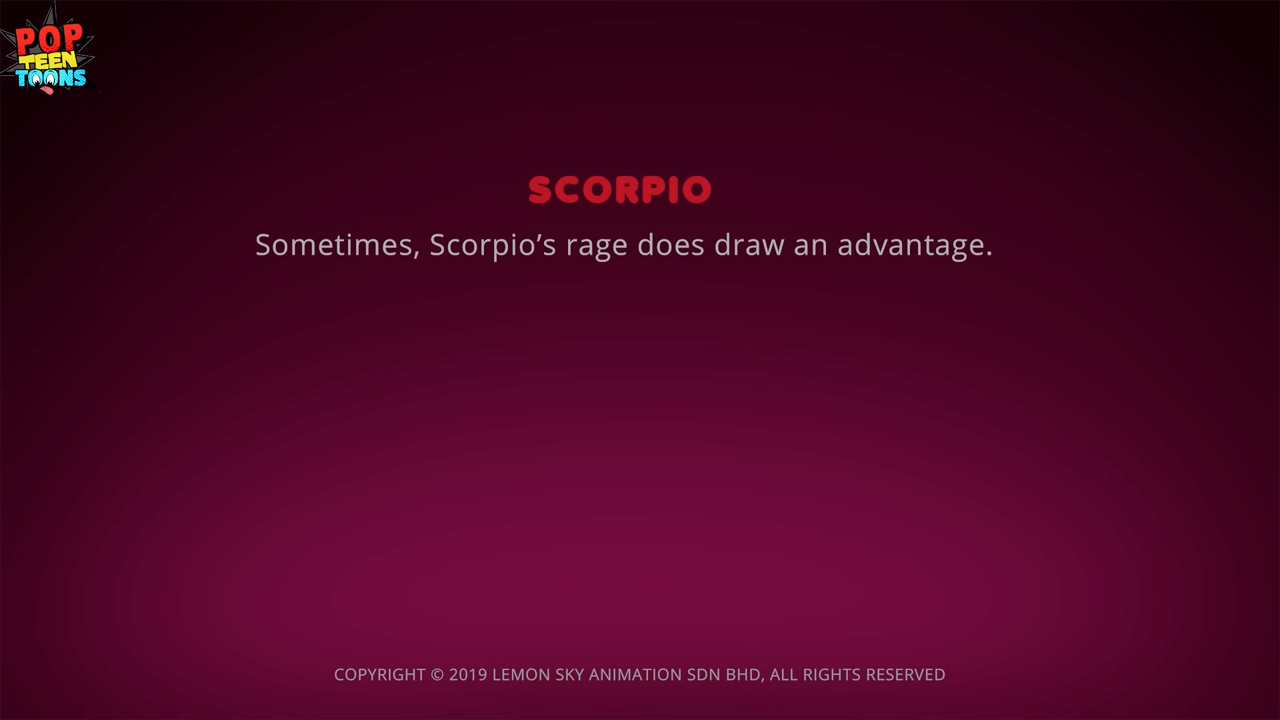 POP
TEEN
TOONS
SCORPIO
Sometimes, Scorpio’s rage does draw an advantage.
COPYRIGHT © 2019 LEMON SKY ANIMATION SDN BHD, ALL RIGHTS RESERVED